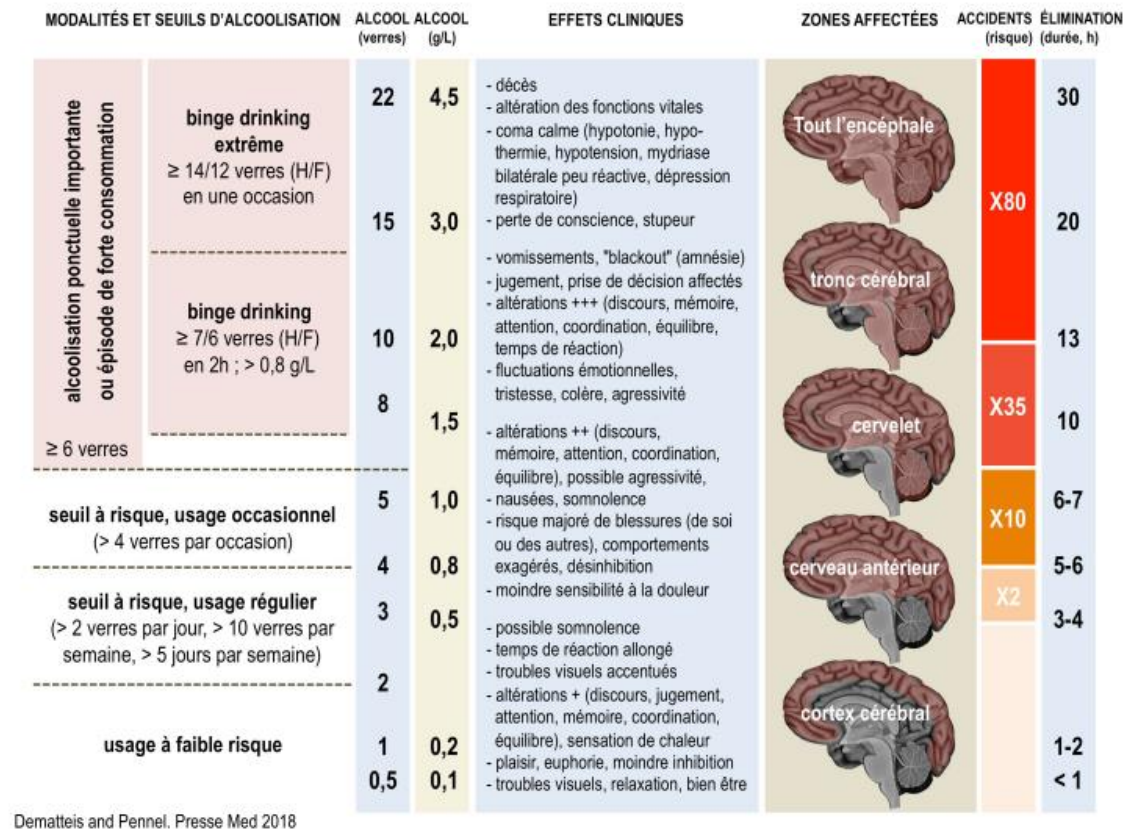 MODALITÉS ET SEUILS D'ALCOOLISATION
ALCOOL
(verres)
ALCOOL
(g/L)
EFFETS CLINIQUES
ZONES AFFECTÉES
ACCIDENTS
(risque)
ÉLIMINATION
(durée, h)
alcoolisation ponctuelle importante
ou épisode de forte consommation
≥ 6 verres
binge drinking
extrême
≥ 14/12 verres (H/F)
en une occasion
binge drinking
≥ 7/6 verres (H/F)
en 2h ; > 0,8 g/L
seuil à risque, usage occasionnel
(> 4 verres par occasion)
seuil à risque, usage régulier
(> 2 verres par jour, > 10 verres par
semaine, > 5 jours par semaine)
usage à faible risque
22
15
10
8
5
4
3
2
1
0,5
4,5
3,0
2,0
1,5
1,0
0,8
0,5
0,2
0,1
- décès
- altération des fonctions vitales
- coma calme (hypotonie, hypo-
thermie, hypotension, mydriase
bilatérale peu réactive, dépression
respiratoire)
- perte de conscience, stupeur
- vomissements, "blackout" (amnésie)
- jugement, prise de décision affectés
- altérations +++ (discours, mémoire,
attention, coordination, équilibre,
temps de réaction)
- fluctuations émotionnelles,
tristesse, colère, agressivité
- altérations ++ (discours,
mémoire, attention, coordination,
équilibre), possible agressivité,
- nausées, somnolence
- risque majoré de blessures (de soi
ou des autres), comportements
exagérés, désinhibition
- moindre sensibilité à la douleur
- possible somnolence
- temps de réaction allongé
- troubles visuels accentués
- altérations + (discours, jugement,
attention, mémoire, coordination,
équilibre), sensation de chaleur
- plaisir, euphorie, moindre inhibition
- troubles visuels, relaxation, bien être
Tout l'encéphale
tronc cérébral
cervelet
cerveau antérieur
cortex cérébral
X80
X35
X10
X2
30
20
13
10
6-7
5-6
3-4
1-2
< 1
Dematteis and Pennel. Presse Med 2018